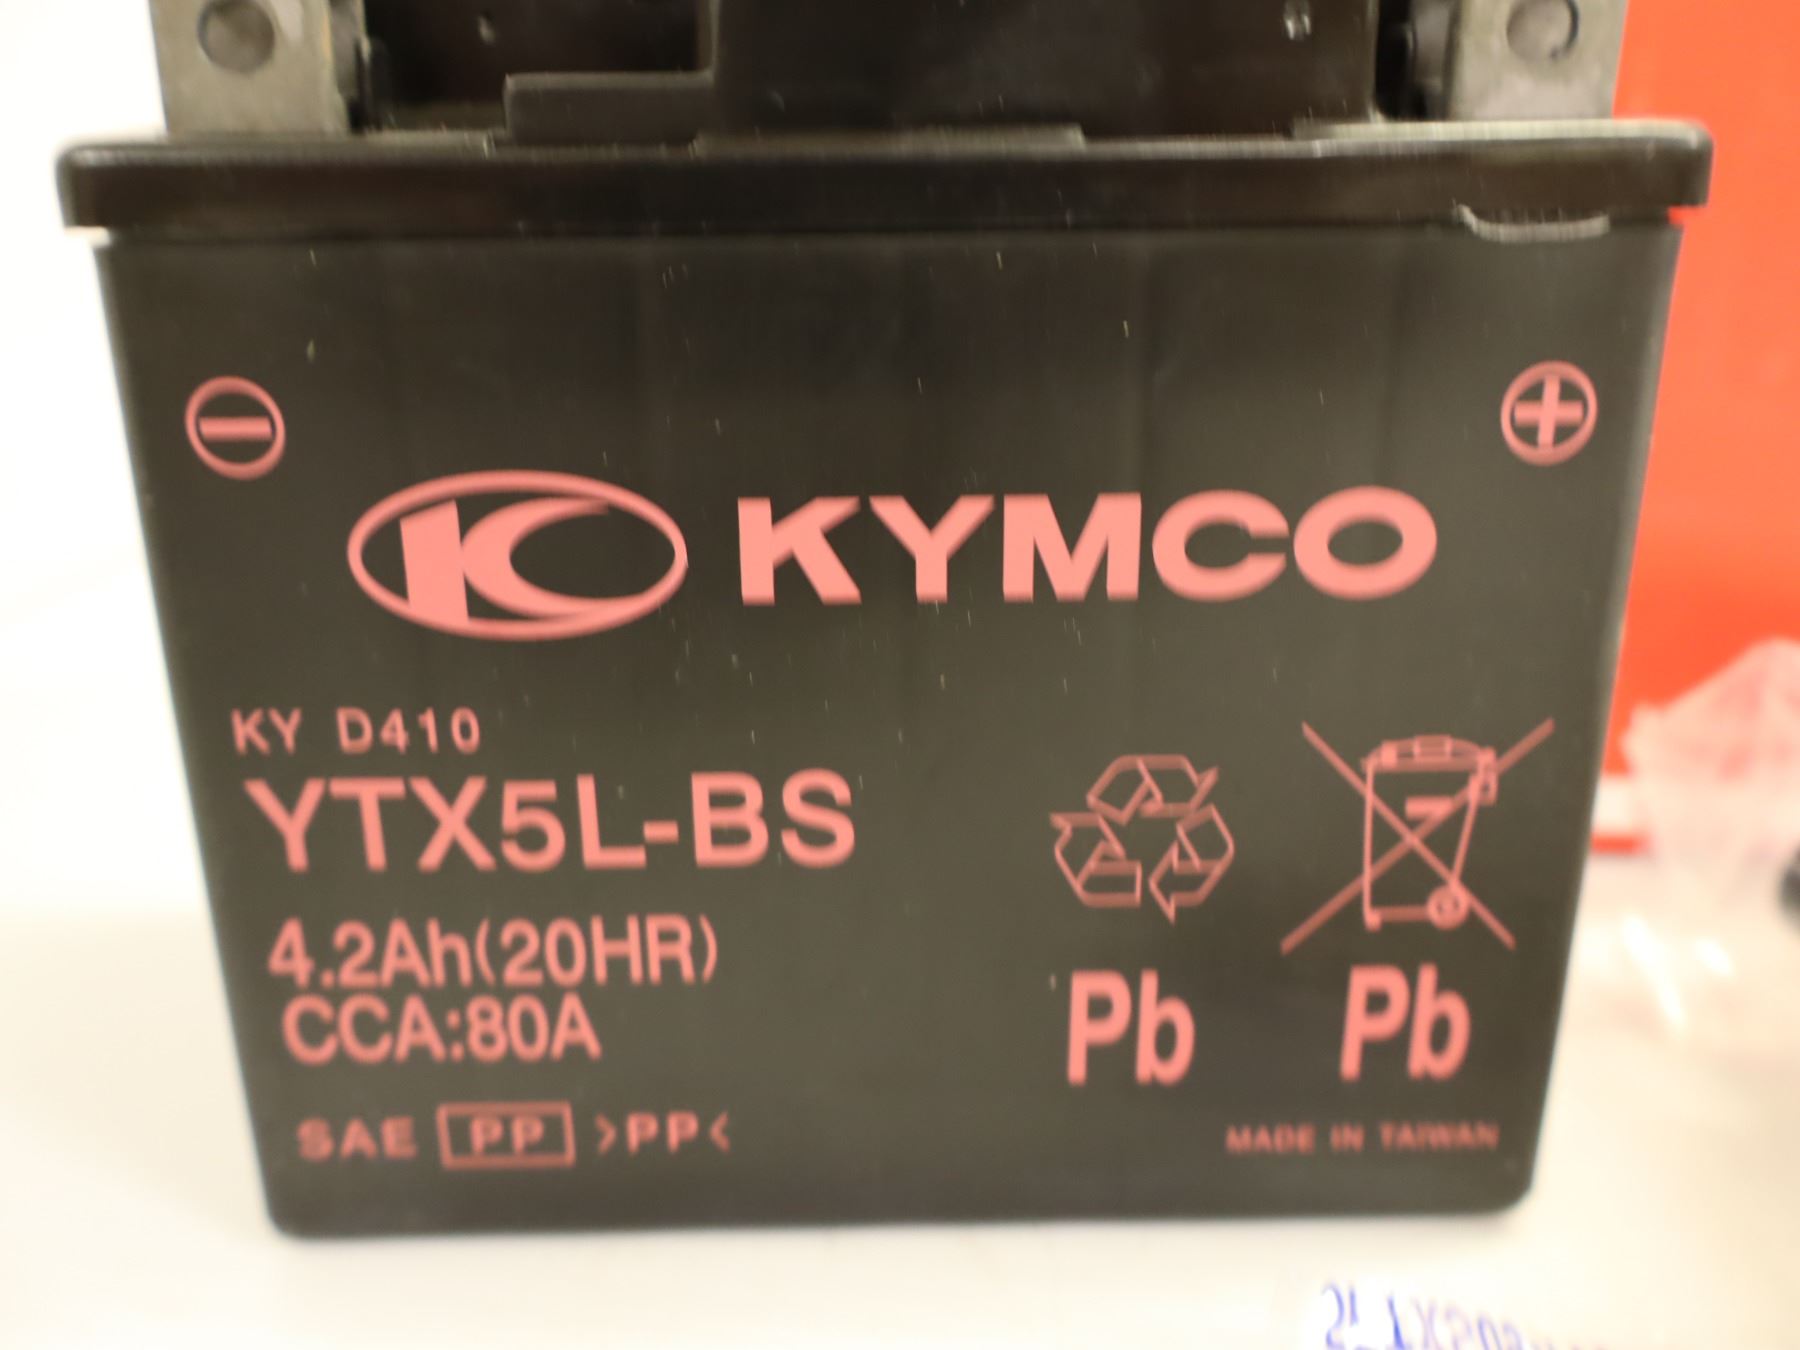 KYMCO
KY D410
YTX5L-BS
4.2Ah(20HR)
CCA:80A
Pb Pb
SAE PP >PP<
MADE IN TAIWAN